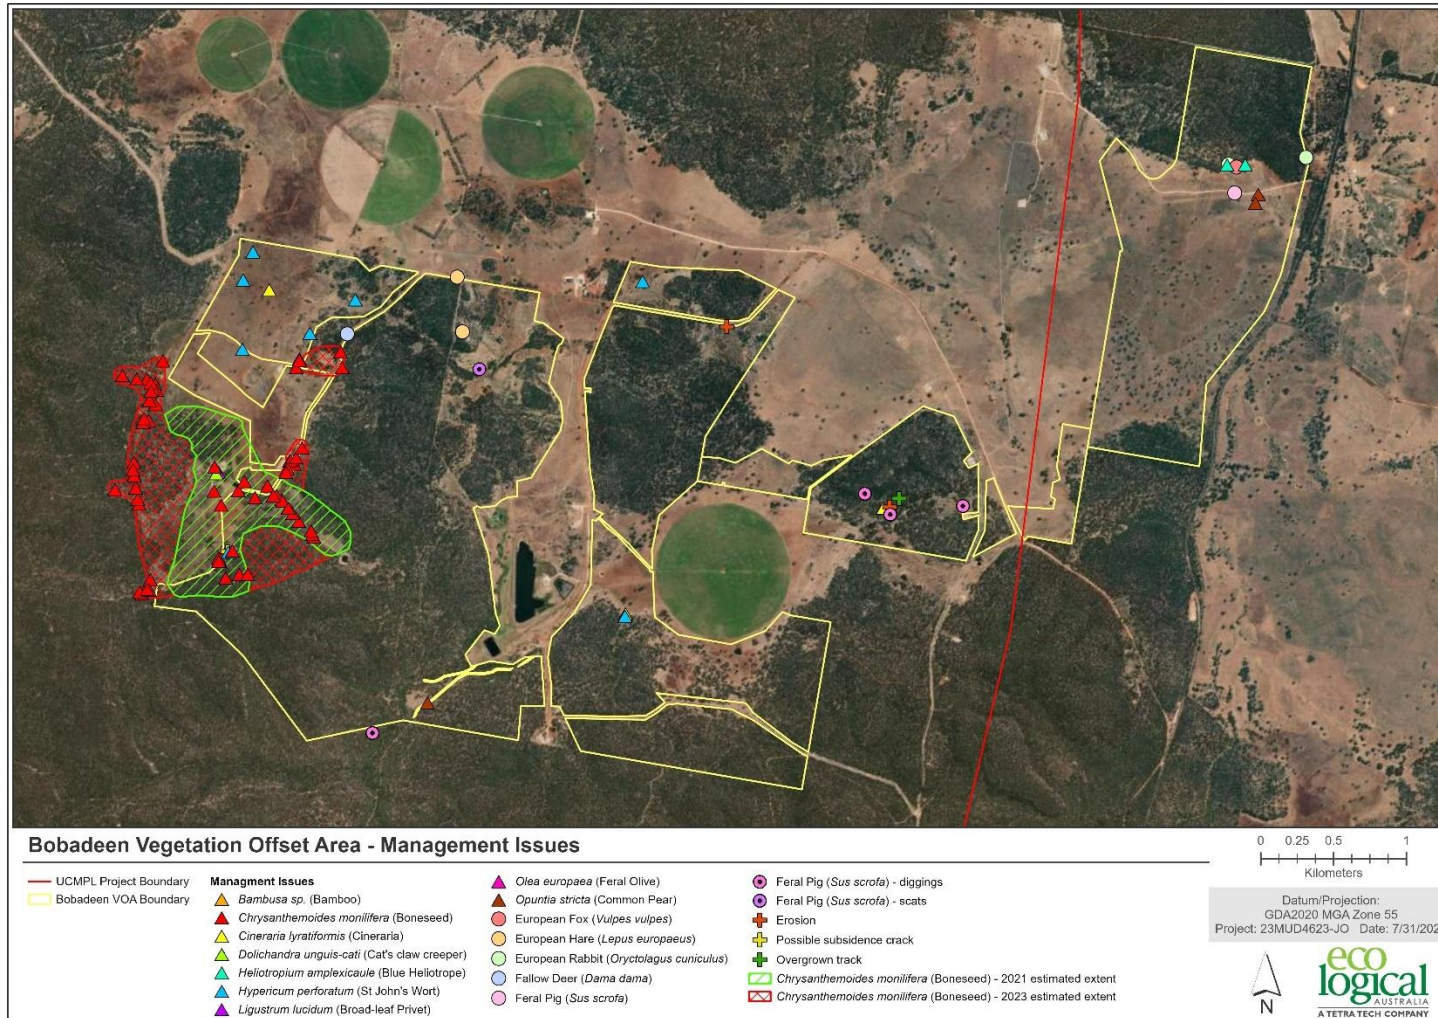 Bobadeen Vegetation Offset Area - Management Issues
UCMPL Project Boundary
Bobadeen VOA Boundary
Managment Issues
Bambusa sp. (Bamboo)
Chrysanthemoides monilifera (Boneseed)
Cineraria lyratiformis (Cineraria)
Dolichandra unguis-cati (Cat's claw creeper)
Heliotropium amplexicaule (Blue Heliotrope)
Hypericum perforatum (St John's Wort)
Ligustrum lucidum (Broad-leaf Privet)
Olea europaea (Feral Olive)
Opuntia stricta (Common Pear)
European Fox (Vulpes vulpes)
European Hare (Lepus europaeus)
European Rabbit (Oryctolagus cuniculus)
Fallow Deer (Dama dama)
Feral Pig (Sus scrofa)
Feral Pig (Sus scrofa) - diggings
Feral Pig (Sus scrofa) - scats
Erosion
Possible subsidence crack
Overgrown track
Chrysanthemoides monilifera (Boneseed) - 2021 estimated extent
Chrysanthemoides monilifera (Boneseed) - 2023 estimated extent
0 0.25 0.5 1
Kilometers
Datum/Projection:
GDA2020 MGA Zone 55
Project: 23MUD4623-JO Date: 7/31/202
N
eco
logical
AUSTRALIA
A TETRA TECH COMPANY